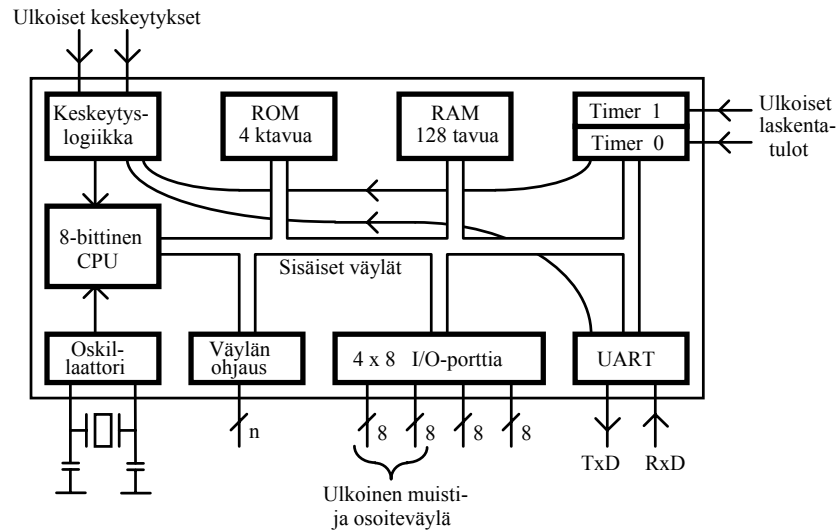 Ulkoiset keskeytykset
Keskeytys-
logiikka
ROM
4 ktavua
RAM
128 tavua
Timer 1
Timer 0
Ulkoiset
laskenta-
tulot
8-bittinen
CPU
Sisäiset väylät
Oskil-
laattori
Väylän
ohjaus
4 x 8 I/O-porttia
UART
n
8
8
8
8
TxD
RxD
Ulkoinen muisti-
ja osoiteväylä